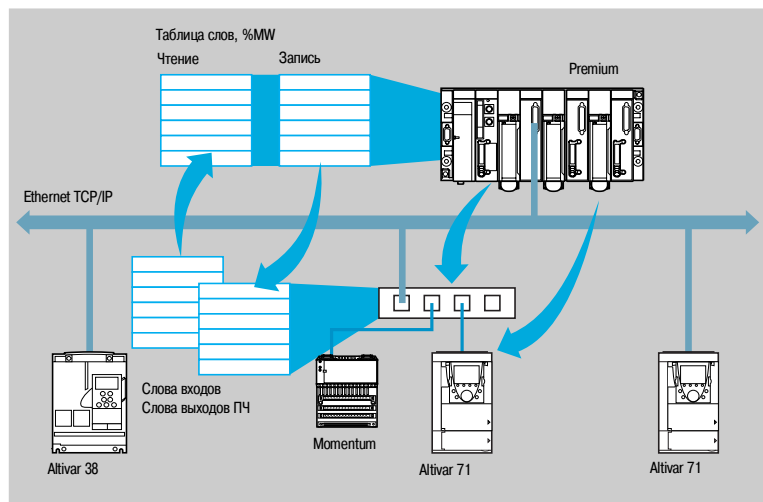 Таблица слов, %MW
Чтение
Запись
Premium
Ethernet TCP/IP
Слова входов
Слова выходов ПЧ
Momentum
Altivar 38
Altivar 71
Altivar 71